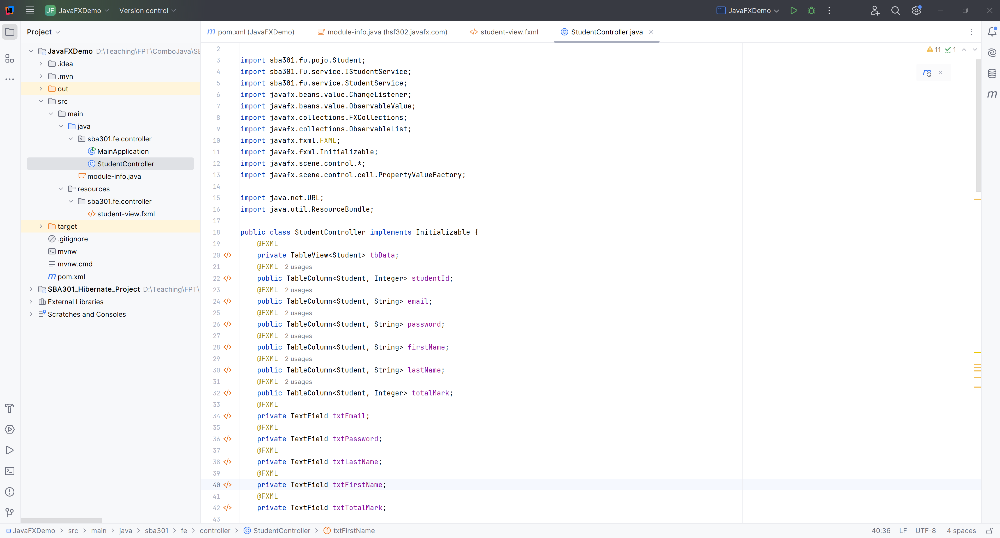 JF JavaFXDemo Version control JavaFXDemo
Project
JavaFXDemo D:\Teaching\FPT\ComboJava\SE
.idea
.mvn
out
src
main
java
sba301.fe.controller
MainApplication
StudentController
module-info.java
resources
sba301.fe.controller
student-view.fxml
target
.gitignore
mvnw
mvnw.cmd
pom.xml
SBA301_Hibernate_Project D:\Teaching\FPT\
External Libraries
Scratches and Consoles
pom.xml (JavaFXDemo) module-info.java (hsf302.javafx.com) student-view.fxml StudentController.java
11 1
2
3 import sba301.fu.pojo.Student;
4 import sba301.fu.service.IStudentService;
5 import sba301.fu.service.StudentService;
6 import javafx.beans.value.ChangeListener;
7 import javafx.beans.value.ObservableValue;
8 import javafx.collections.FXCollections;
9 import javafx.collections.ObservableList;
10 import javafx.fxml.FXML;
11 import javafx.fxml.Initializable;
12 import javafx.scene.control.*;
13 import javafx.scene.control.cell.PropertyValueFactory;
14
15 import java.net.URL;
16 import java.util.ResourceBundle;
17
18 public class StudentController implements Initializable {
19 @FXML
20 private TableView<Student> tbData;
21 @FXML 2 usages
22 public TableColumn<Student, Integer> studentId;
23 @FXML 2 usages
24 public TableColumn<Student, String> email;
25 @FXML 2 usages
26 public TableColumn<Student, String> password;
27 @FXML 2 usages
28 public TableColumn<Student, String> firstName;
29 @FXML 2 usages
30 public TableColumn<Student, String> lastName;
31 @FXML 2 usages
32 public TableColumn<Student, Integer> totalMark;
33 @FXML
34 private TextField txtEmail;
35 @FXML
36 private TextField txtPassword;
37 @FXML
38 private TextField txtLastName;
39 @FXML
40 private TextField txtFirstName;
41 @FXML
42 private TextField txtTotalMark;
43
JavaFXDemo > src > main > java > sba301 > fe > controller > StudentController > txtFirstName 40:36 LF UTF-8 4 spaces